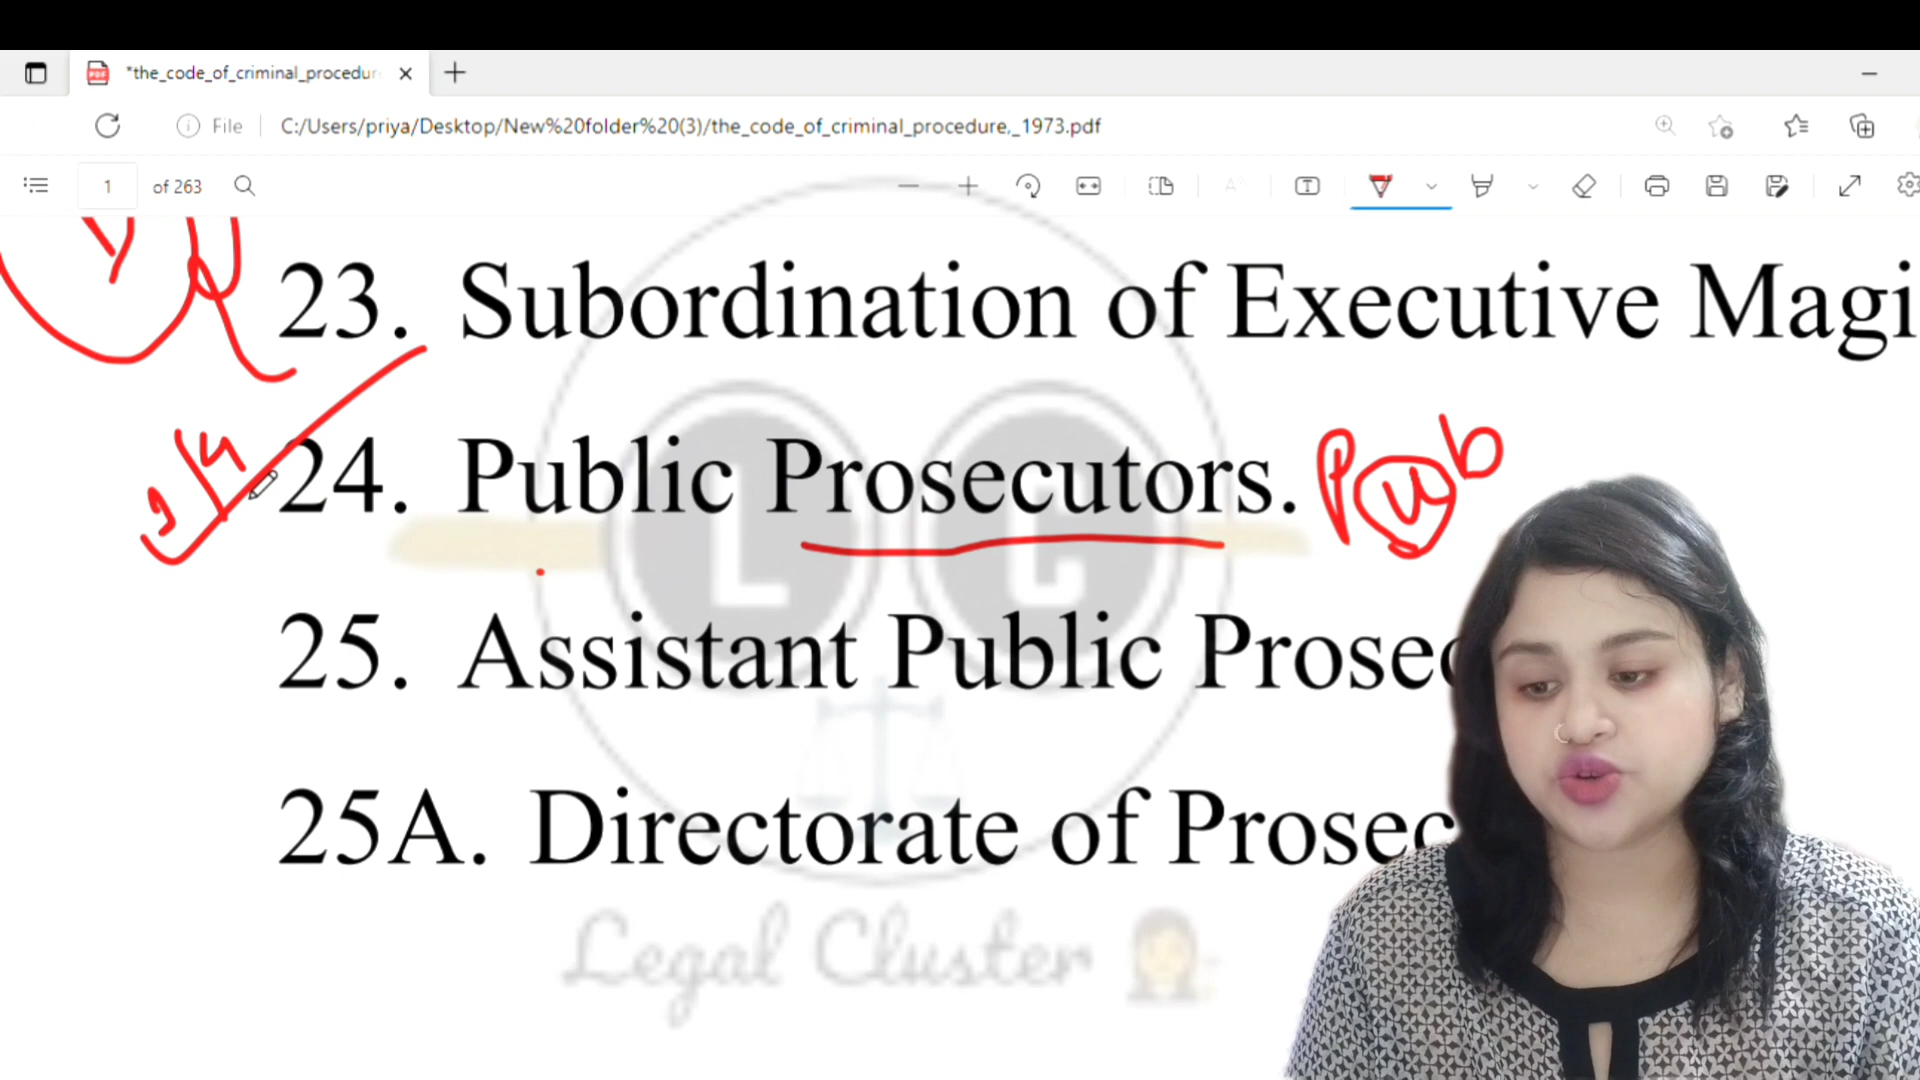 *the_code_of_criminal_procedur
File C:/Users/priya/Desktop/New%20folder%20(3)/the_code_of_criminal_procedure,_1973.pdf
1 of 263
23. Subordination of Executive Magi
24. Public Prosecutors. Pub
25. Assistant Public Prosec
25A. Directorate of Prosec
L C
Legal Cluster